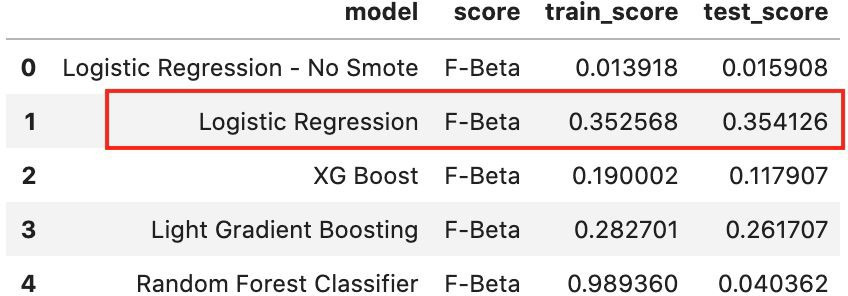 model score train_score test_score
0 Logistic Regression - No Smote F-Beta 0.013918 0.015908
1 Logistic Regression F-Beta 0.352568 0.354126
2 XG Boost F-Beta 0.190002 0.117907
3 Light Gradient Boosting F-Beta 0.282701 0.261707
4 Random Forest Classifier F-Beta 0.989360 0.040362